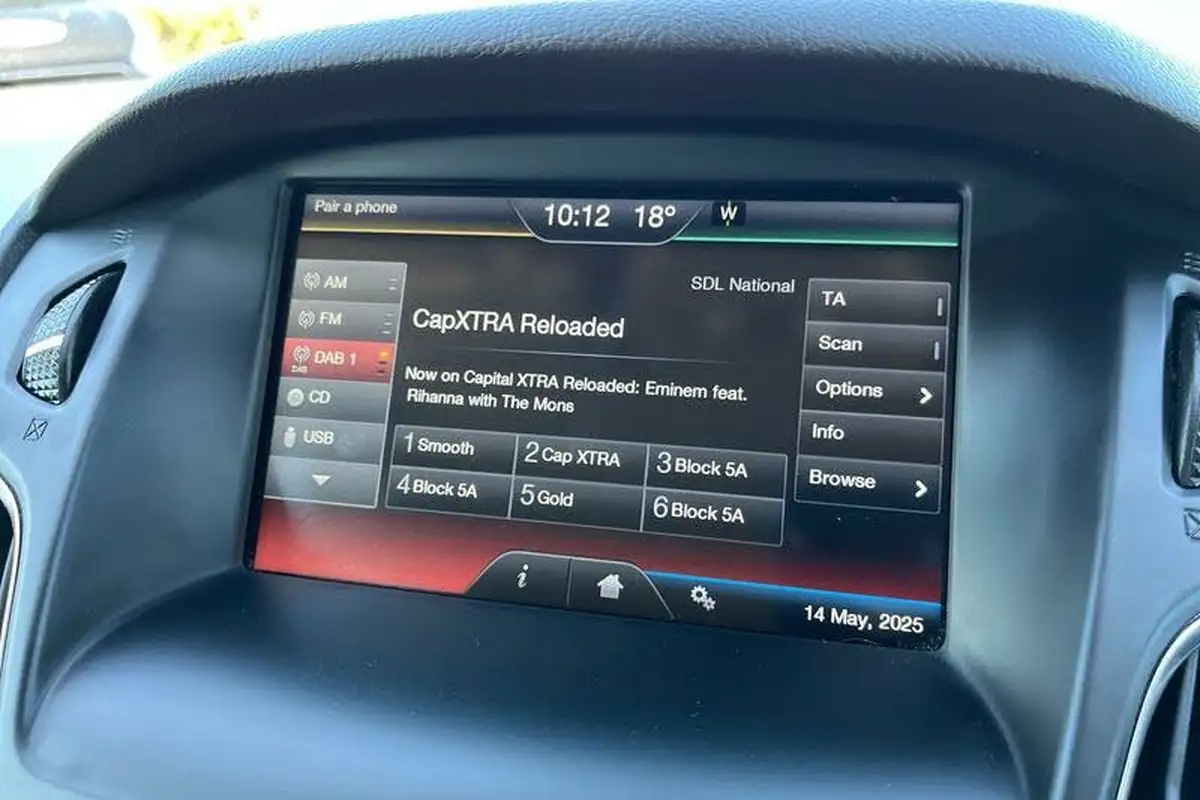 Pair a phone
10:12 18° W
AM
FM
DAB 1
DAB
CD
USB
SDL National
CapXTRA Reloaded
Now on Capital XTRA Reloaded: Eminem feat.
Rihanna with The Mons
1 Smooth
2 Cap XTRA
3 Block 5A
4 Block 5A
5 Gold
6 Block 5A
TA
Scan
Options
Info
Browse
i
14 May, 2025